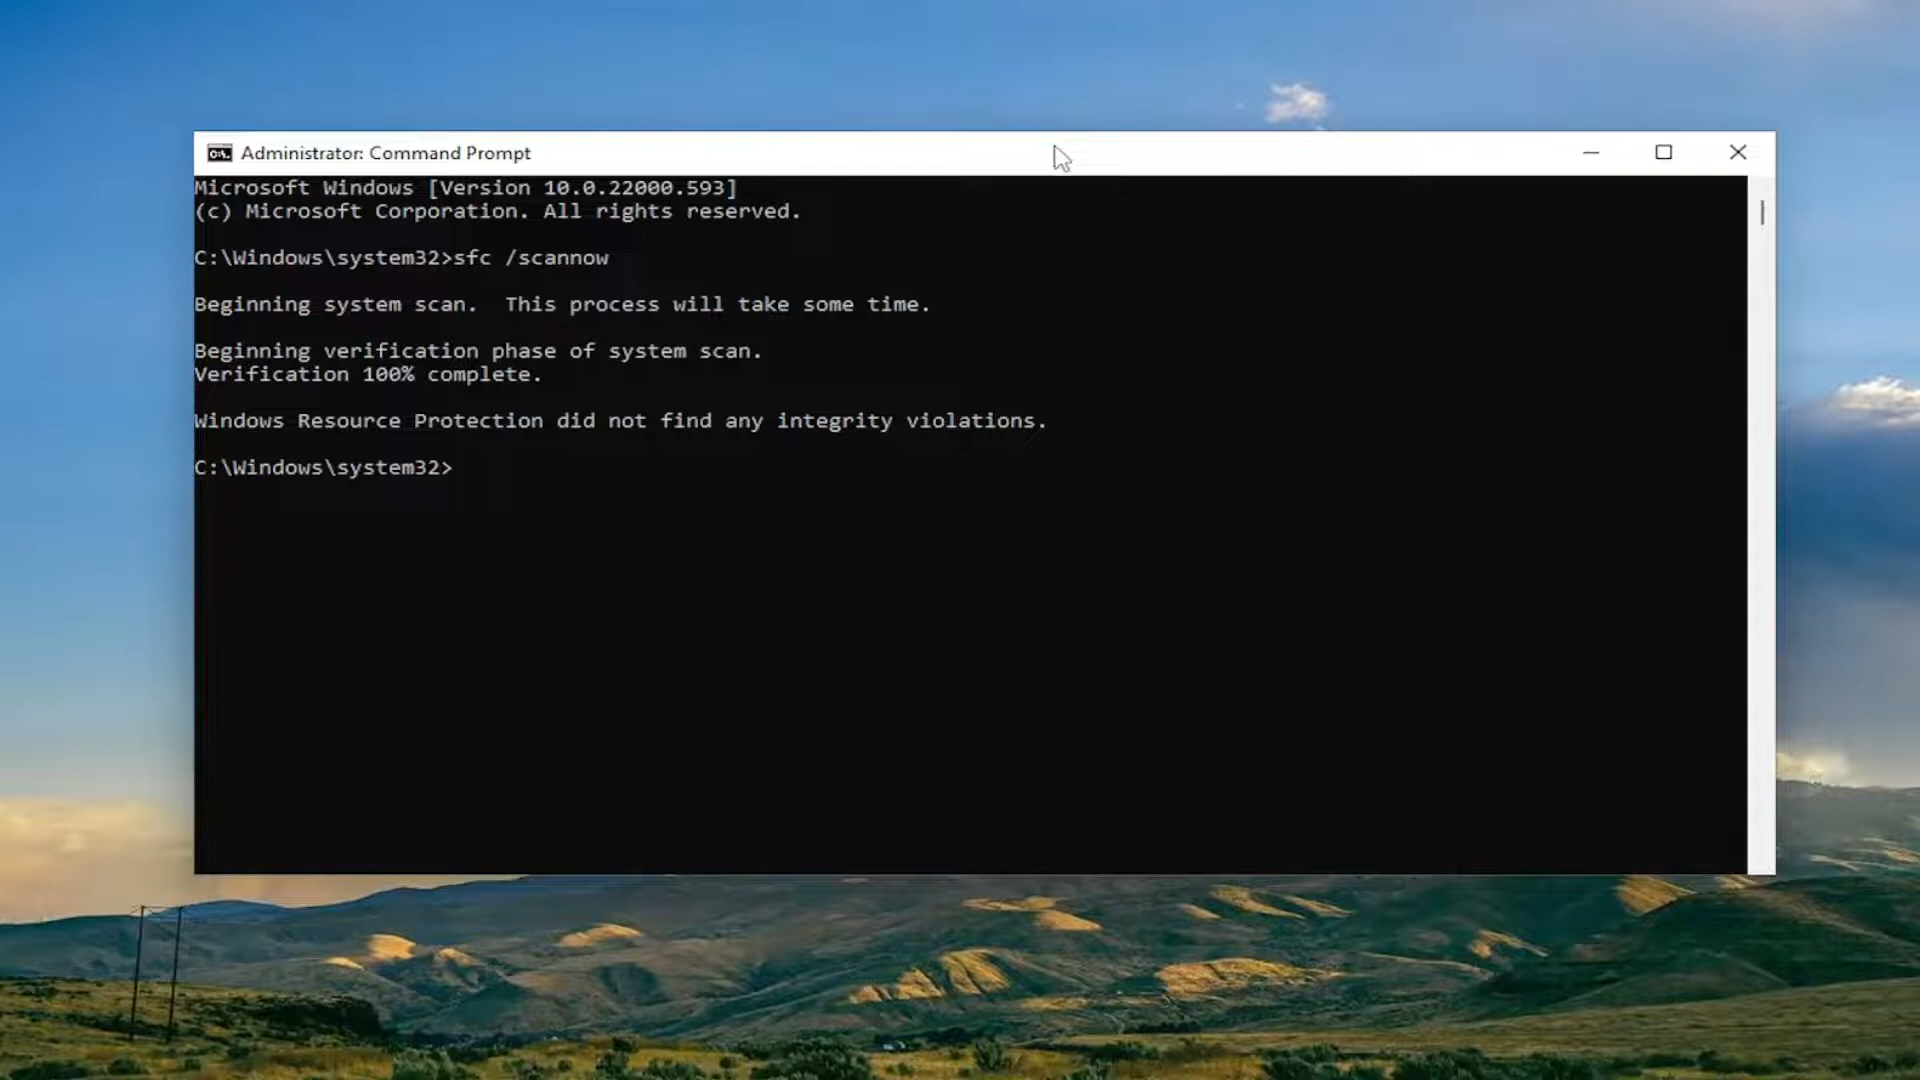 Administrator: Command Prompt
Microsoft Windows [Version 10.0.22000.593]
(c) Microsoft Corporation. All rights reserved.
C:\Windows\system32>sfc /scannow
Beginning system scan.  This process will take some time.
Beginning verification phase of system scan.
Verification 100% complete.
Windows Resource Protection did not find any integrity violations.
C:\Windows\system32>